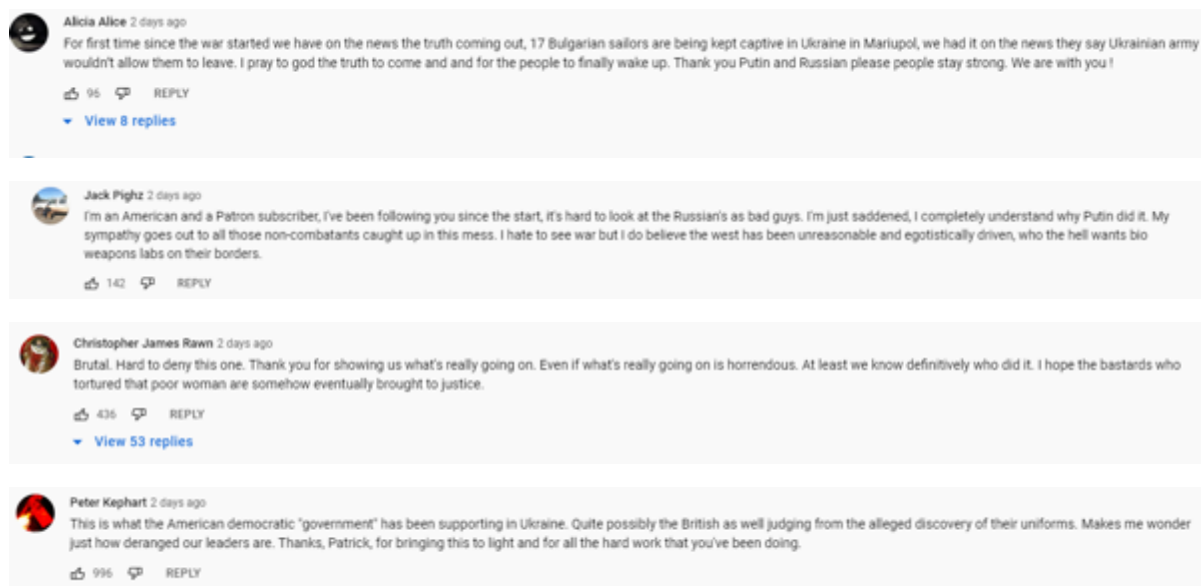 Alicia Alice 2 days ago
For first time since the war started we have on the news the truth coming out, 17 Bulgarian sailors are being kept captive in Ukraine in Mariupol, we had it on the news they say Ukrainian army
wouldn't allow them to leave. I pray to god the truth to come and and for the people to finally wake up. Thank you Putin and Russian please people stay strong. We are with you !
96 REPLY
View 8 replies
Jack Pighz 2 days ago
I'm an American and a Patron subscriber, I've been following you since the start, it's hard to look at the Russian's as bad guys. I'm just saddened, I completely understand why Putin did it. My
sympathy goes out to all those non-combatants caught up in this mess. I hate to see war but I do believe the west has been unreasonable and egotistically driven, who the hell wants bio
weapons labs on their borders.
142 REPLY
Christopher James Rawn 2 days ago
Brutal. Hard to deny this one. Thank you for showing us what's really going on. Even if what's really going on is horrendous. At least we know definitively who did it. I hope the bastards who
tortured that poor woman are somehow eventually brought to justice.
436 REPLY
View 53 replies
Peter Kephart 2 days ago
This is what the American democratic "government" has been supporting in Ukraine. Quite possibly the British as well judging from the alleged discovery of their uniforms. Makes me wonder
just how deranged our leaders are. Thanks, Patrick, for bringing this to light and for all the hard work that you've been doing.
996 REPLY